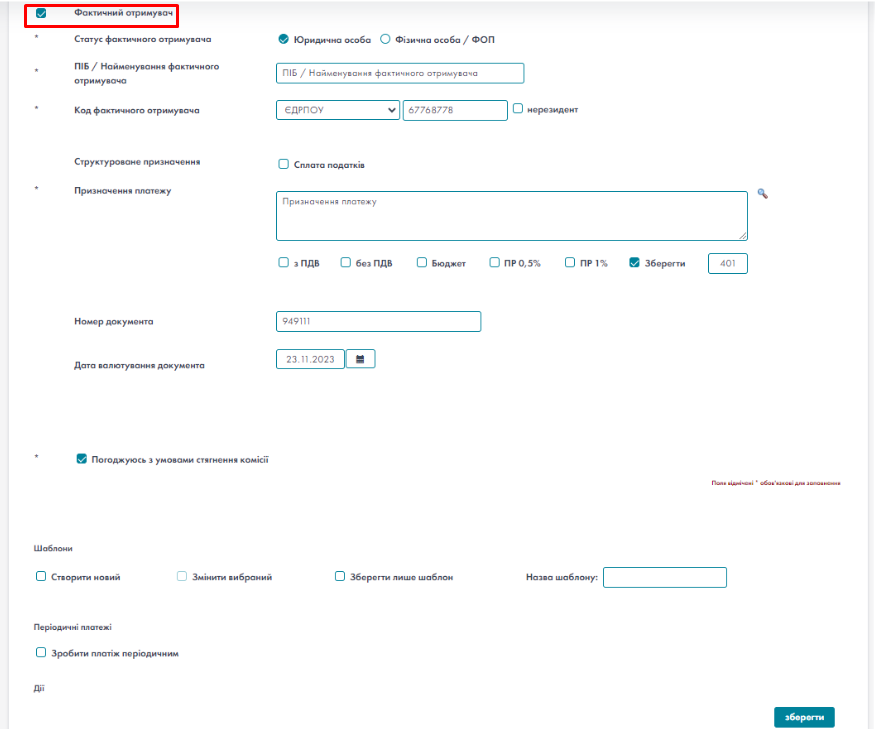 Фактичний отримувач
* Статус фактичного отримувача Юридична особа Фізична особа / ФОП
* ПІБ / Найменування фактичного
отримувача
ПІБ / Найменування фактичного отримувача
* Код фактичного отримувача ЄДРПОУ 67768778 нерезидент
Структуроване призначення Сплата податків
* Призначення платежу
Призначення платежу
з ПДВ без ПДВ Бюджет ПР 0,5% ПР 1% Зберегти 401
Номер документа 949111
Дата валютування документа 23.11.2023
* Погоджуюсь з умовами стягнення комісії
Поля відмічені * обов'язкові для заповнення
Шаблони
Створити новий Змінити вибраний Зберегти лише шаблон Назва шаблону:
Періодичні платежі
Зробити платіж періодичним
Дії
зберегти